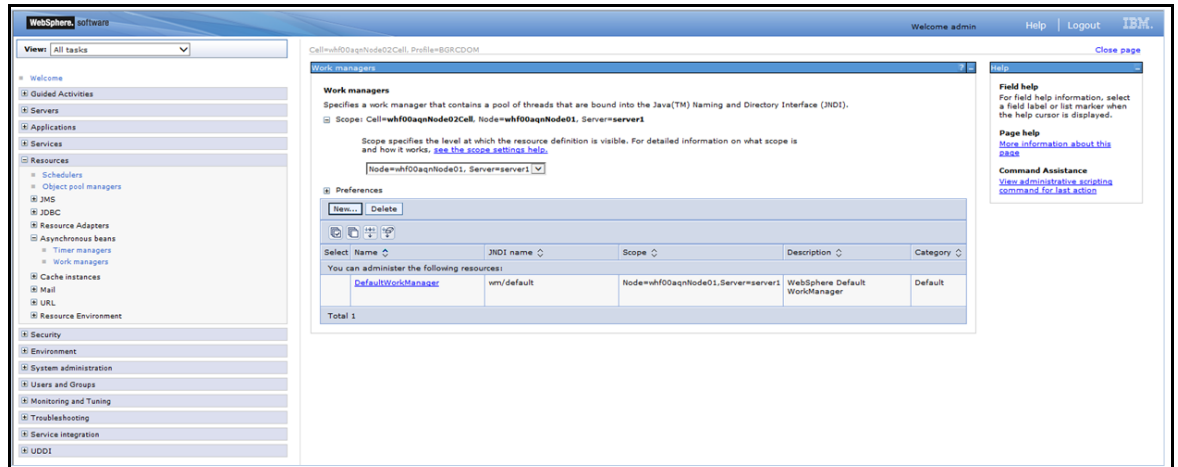 WebSphere. software
Welcome admin
Help | Logout
IBM.
View: All tasks
Cell=whf00aqnNode02Cell, Profile=BGRCDOM
Close page
Welcome
Guided Activities
Servers
Applications
Services
Resources
Schedulers
Object pool managers
JMS
JDBC
Resource Adapters
Asynchronous beans
Timer managers
Work managers
Cache instances
Mail
URL
Resource Environment
Security
Environment
System administration
Users and Groups
Monitoring and Tuning
Troubleshooting
Service integration
UDDI
Work managers
? -
Work managers
Specifies a work manager that contains a pool of threads that are bound into the Java(TM) Naming and Directory Interface (JNDI).
Scope: Cell=whf00aqnNode02Cell, Node=whf00aqnNode01, Server=server1
Scope specifies the level at which the resource definition is visible. For detailed information on what scope is
and how it works, see the scope settings help.
Node=whf00aqnNode01, Server=server1
Preferences
New... Delete
Select Name JNDI name Scope Description Category
You can administer the following resources:
DefaultWorkManager wm/default Node=whf00aqnNode01,Server=server1 WebSphere Default Default
WorkManager
Total 1
Help
Field help
For field help information, select
a field label or list marker when
the help cursor is displayed.
Page help
More information about this
page
Command Assistance
View administrative scripting
command for last action